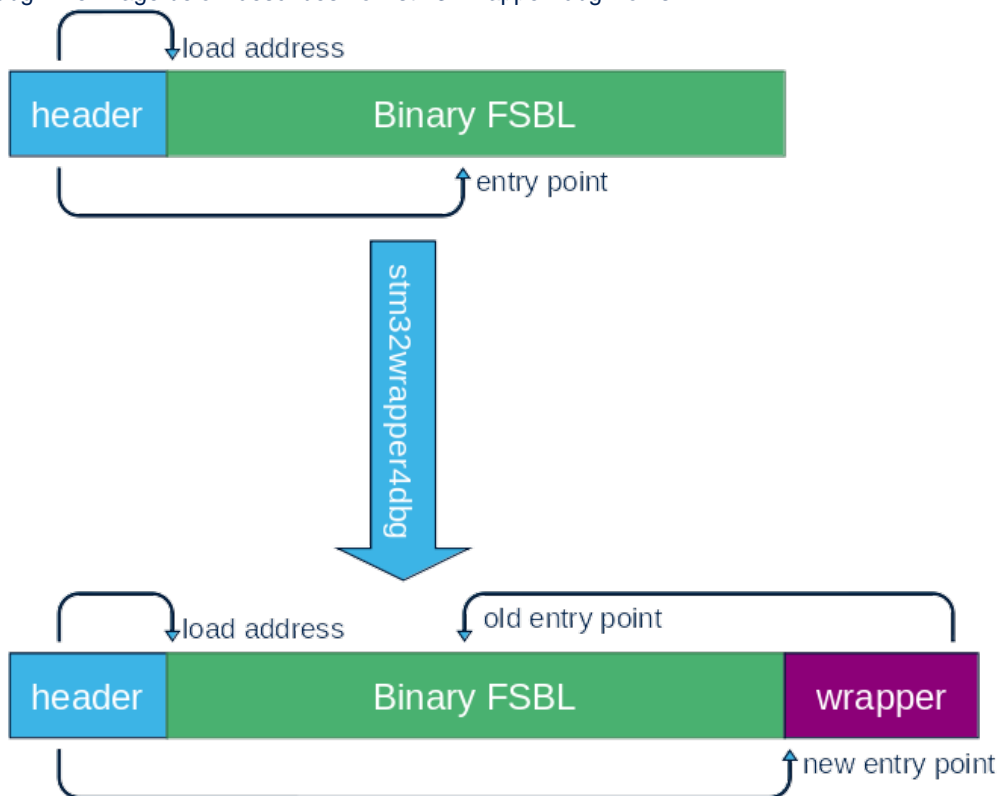 load address
header
Binary FSBL
entry point
stm32wrapper4dbg
load address
old entry point
header
Binary FSBL
wrapper
new entry point